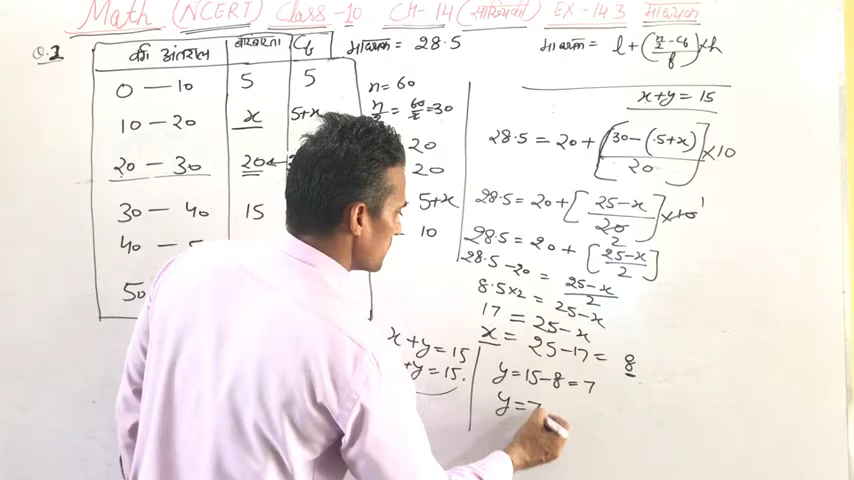 Math (NCERT) Class-10 CH-14 (सांख्यिकी) EX-14.3 माध्यक
Q.2
वर्ग अंतराल बारंबारता Cf
0 — 10 5 5
10 — 20 x 5+x
20 — 30 20
30 — 40 15
40 — 5
50
माध्यक = 28.5
n = 60
n/2 = 60/2 = 30
20
20
5+x
10
x+y = 15
+y = 15.
माध्यक = l + (n/2 - cf / f) × h
x+y = 15
28.5 = 20 + [30 - (5+x) / 20] × 10
28.5 = 20 + [25-x / 20 2] × 10 1
28.5 = 20 + [25-x / 2]
28.5 - 20 = 25-x / 2
8.5×2 = 25-x
17 = 25-x
x = 25-17 = 8
y = 15-8 = 7
y = 7